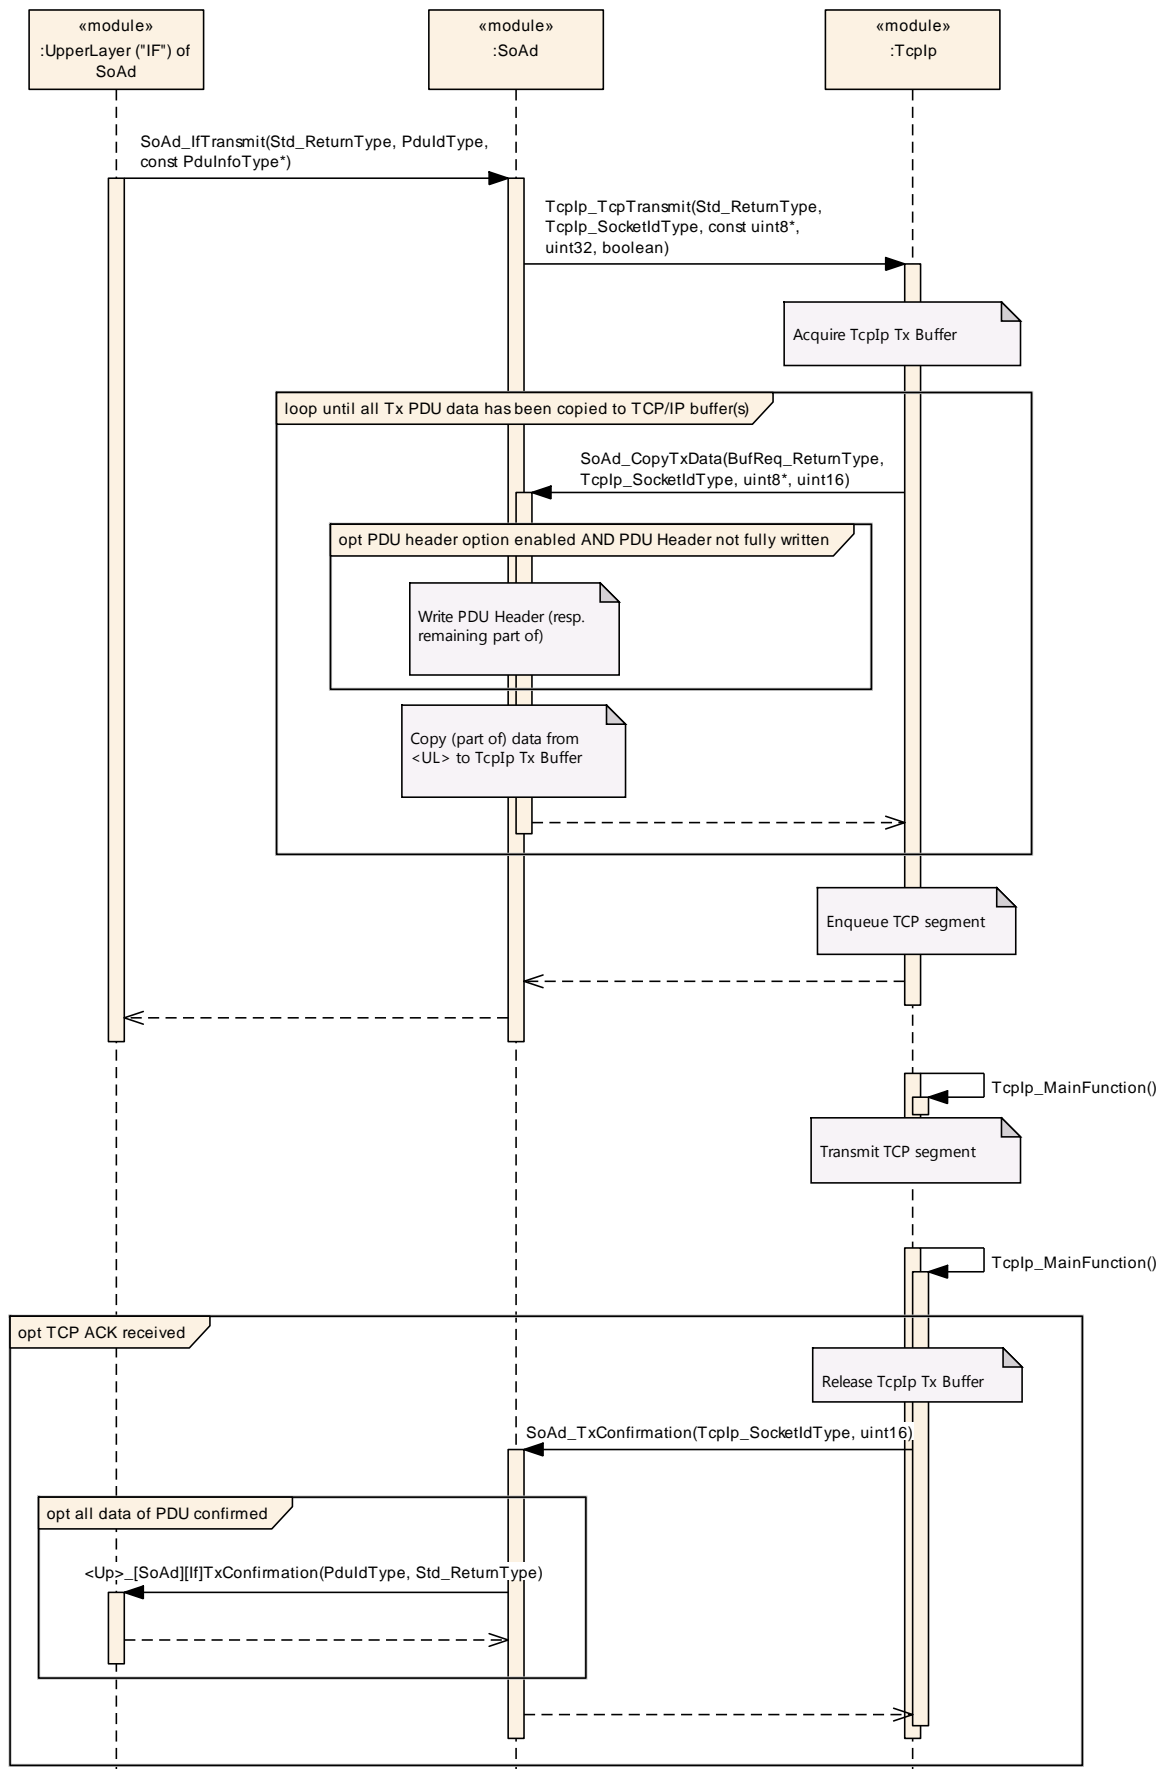 «module»
:UpperLayer ("IF") of
SoAd
«module»
:SoAd
«module»
:TcpIp
SoAd_IfTransmit(Std_ReturnType, PduIdType,
const PduInfoType*)
TcpIp_TcpTransmit(Std_ReturnType,
TcpIp_SocketIdType, const uint8*,
uint32, boolean)
Acquire TcpIp Tx Buffer
loop until all Tx PDU data has been copied to TCP/IP buffer(s)
SoAd_CopyTxData(BufReq_ReturnType,
TcpIp_SocketIdType, uint8*, uint16)
opt PDU header option enabled AND PDU Header not fully written
Write PDU Header (resp.
remaining part of)
Copy (part of) data from
<UL> to TcpIp Tx Buffer
Enqueue TCP segment
TcpIp_MainFunction()
Transmit TCP segment
TcpIp_MainFunction()
opt TCP ACK received
Release TcpIp Tx Buffer
SoAd_TxConfirmation(TcpIp_SocketIdType, uint16)
opt all data of PDU confirmed
<Up>_[SoAd][If]TxConfirmation(PduIdType, Std_ReturnType)